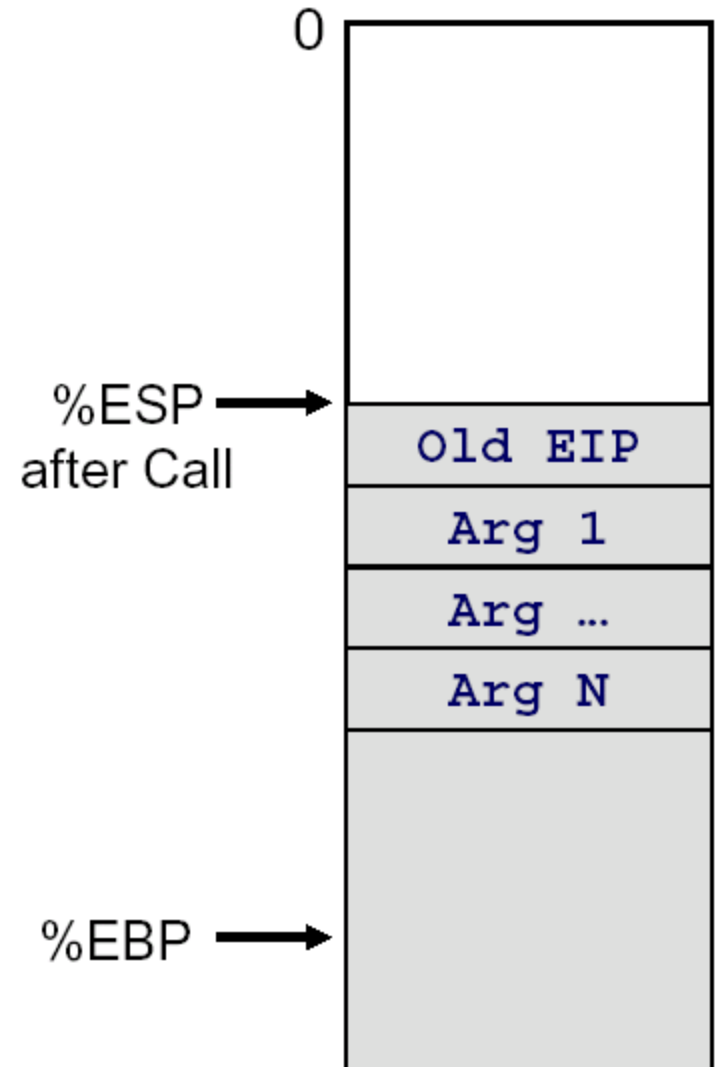 0
%ESP
after Call
Old EIP
Arg 1
Arg …
Arg N
%EBP